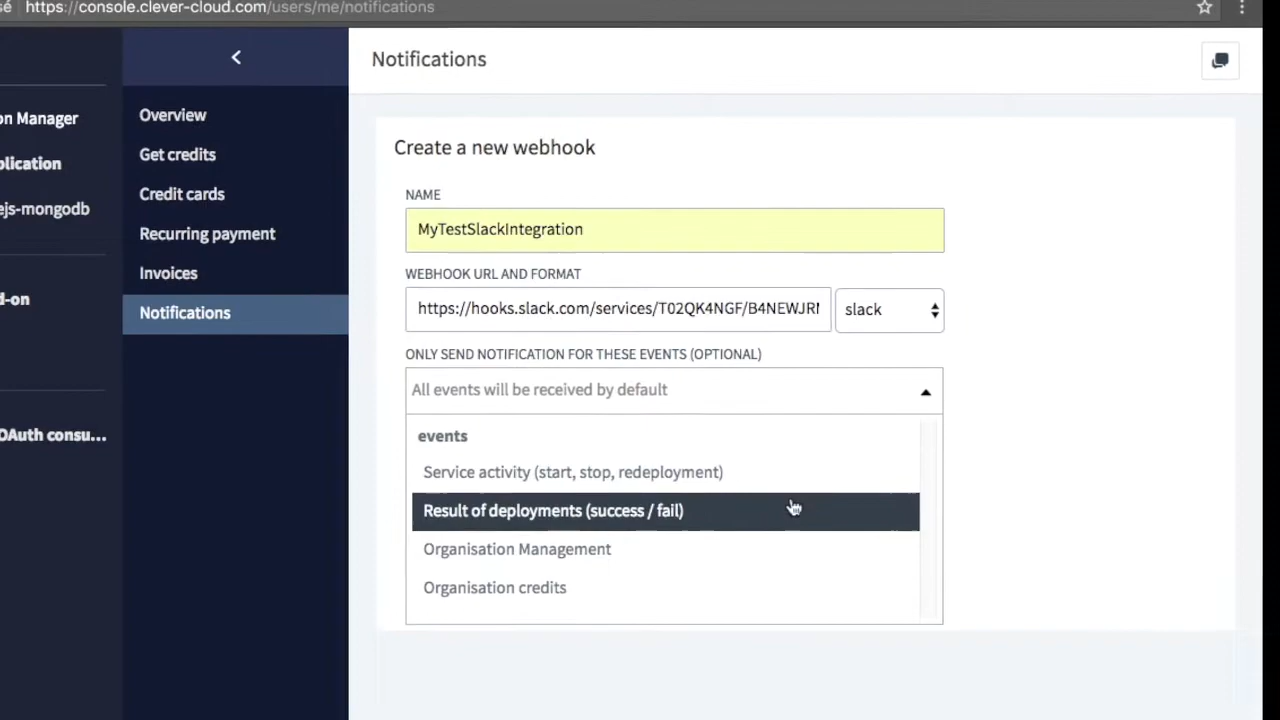 sé https://console.clever-cloud.com/users/me/notifications
on Manager
plication
ejs-mongodb
d-on
OAuth consu...
Overview
Get credits
Credit cards
Recurring payment
Invoices
Notifications
Notifications
Create a new webhook
NAME
MyTestSlackIntegration
WEBHOOK URL AND FORMAT
https://hooks.slack.com/services/T02QK4NGF/B4NEWJR
slack
ONLY SEND NOTIFICATION FOR THESE EVENTS (OPTIONAL)
All events will be received by default
events
Service activity (start, stop, redeployment)
Result of deployments (success / fail)
Organisation Management
Organisation credits